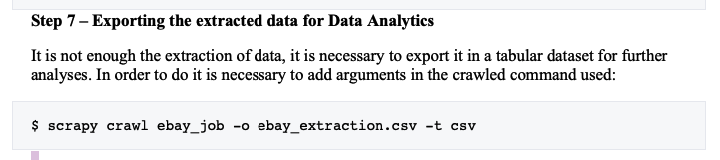 Step 7 – Exporting the extracted data for Data Analytics
It is not enough the extraction of data, it is necessary to export it in a tabular dataset for further
analyses. In order to do it is necessary to add arguments in the crawled command used:
$ scrapy crawl ebay_job -o ebay_extraction.csv -t csv